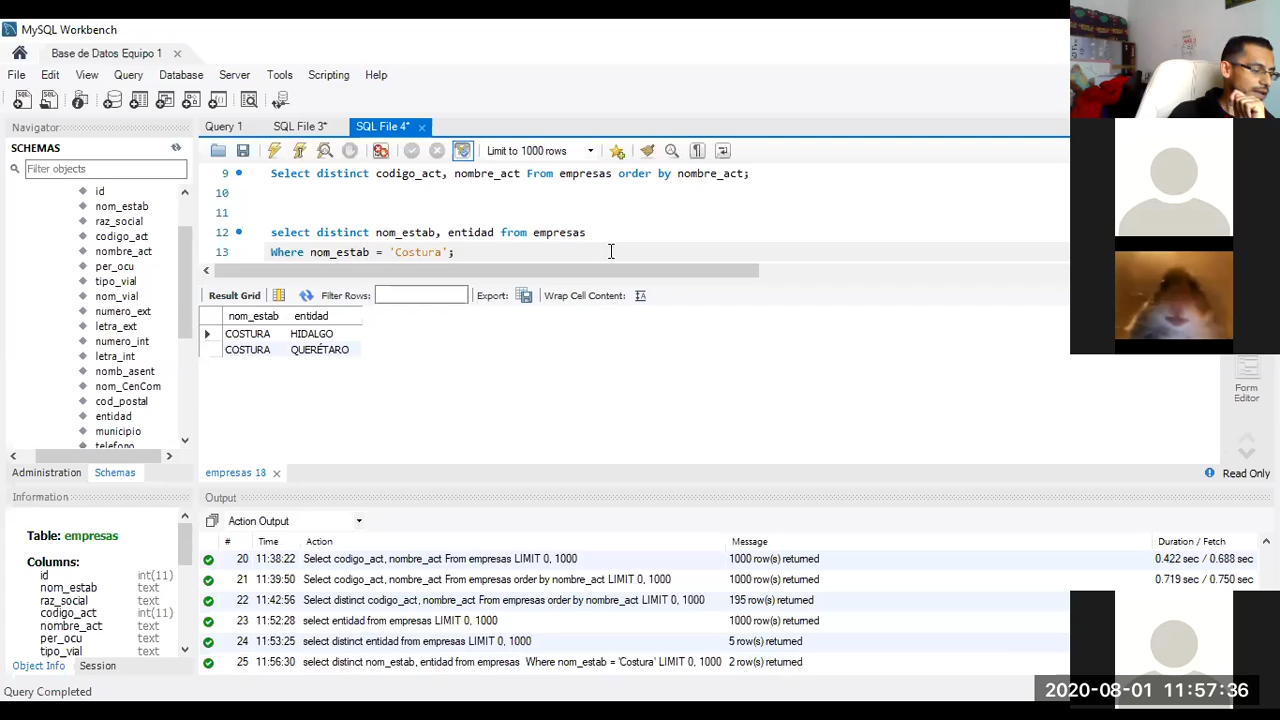 MySQL Workbench
Base de Datos Equipo 1
File Edit View Query Database Server Tools Scripting Help
Navigator
SCHEMAS
Filter objects
id
nom_estab
raz_social
codigo_act
nombre_act
per_ocu
tipo_vial
nom_vial
numero_ext
letra_ext
numero_int
letra_int
nomb_asent
nom_CenCom
cod_postal
entidad
municipio
telefono
Administration Schemas
Information
Table: empresas
Columns:
id int(11)
nom_estab text
raz_social text
codigo_act int(11)
nombre_act text
per_ocu text
tipo_vial text
Object Info Session
Query Completed
Query 1 SQL File 3* SQL File 4*
Limit to 1000 rows
9 Select distinct codigo_act, nombre_act From empresas order by nombre_act;
10
11
12 select distinct nom_estab, entidad from empresas
13 Where nom_estab = 'Costura';
Result Grid Filter Rows: Export: Wrap Cell Content:
nom_estab entidad
COSTURA HIDALGO
COSTURA QUERÉTARO
Form
Editor
empresas 18 Read Only
Output
Action Output
# Time Action Message Duration / Fetch
20 11:38:22 Select codigo_act, nombre_act From empresas LIMIT 0, 1000 1000 row(s) returned 0.422 sec / 0.688 sec
21 11:39:50 Select codigo_act, nombre_act From empresas order by nombre_act LIMIT 0, 1000 1000 row(s) returned 0.719 sec / 0.750 sec
22 11:42:56 Select distinct codigo_act, nombre_act From empresas order by nombre_act LIMIT 0, 1000 195 row(s) returned
23 11:52:28 select entidad from empresas LIMIT 0, 1000 1000 row(s) returned
24 11:53:25 select distinct entidad from empresas LIMIT 0, 1000 5 row(s) returned
25 11:56:30 select distinct nom_estab, entidad from empresas Where nom_estab = 'Costura' LIMIT 0, 1000 2 row(s) returned
2020-08-01 11:57:36